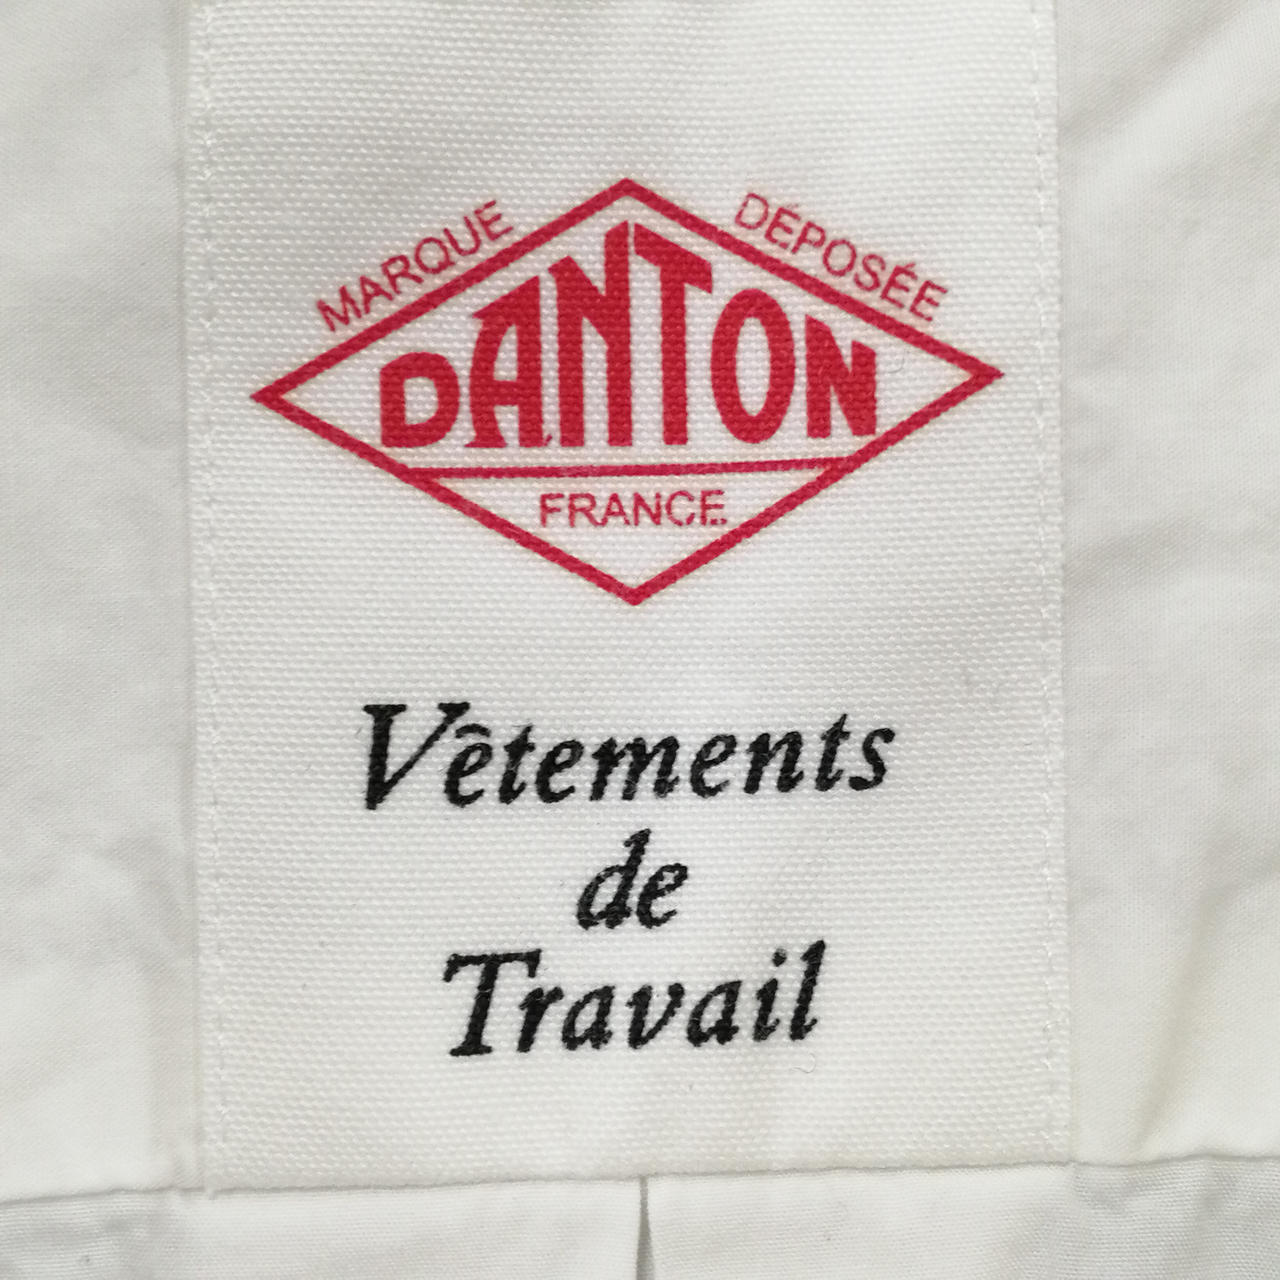 MARQUE DÉPOSÉE
DANTON
FRANCE
Vêtements
de
Travail